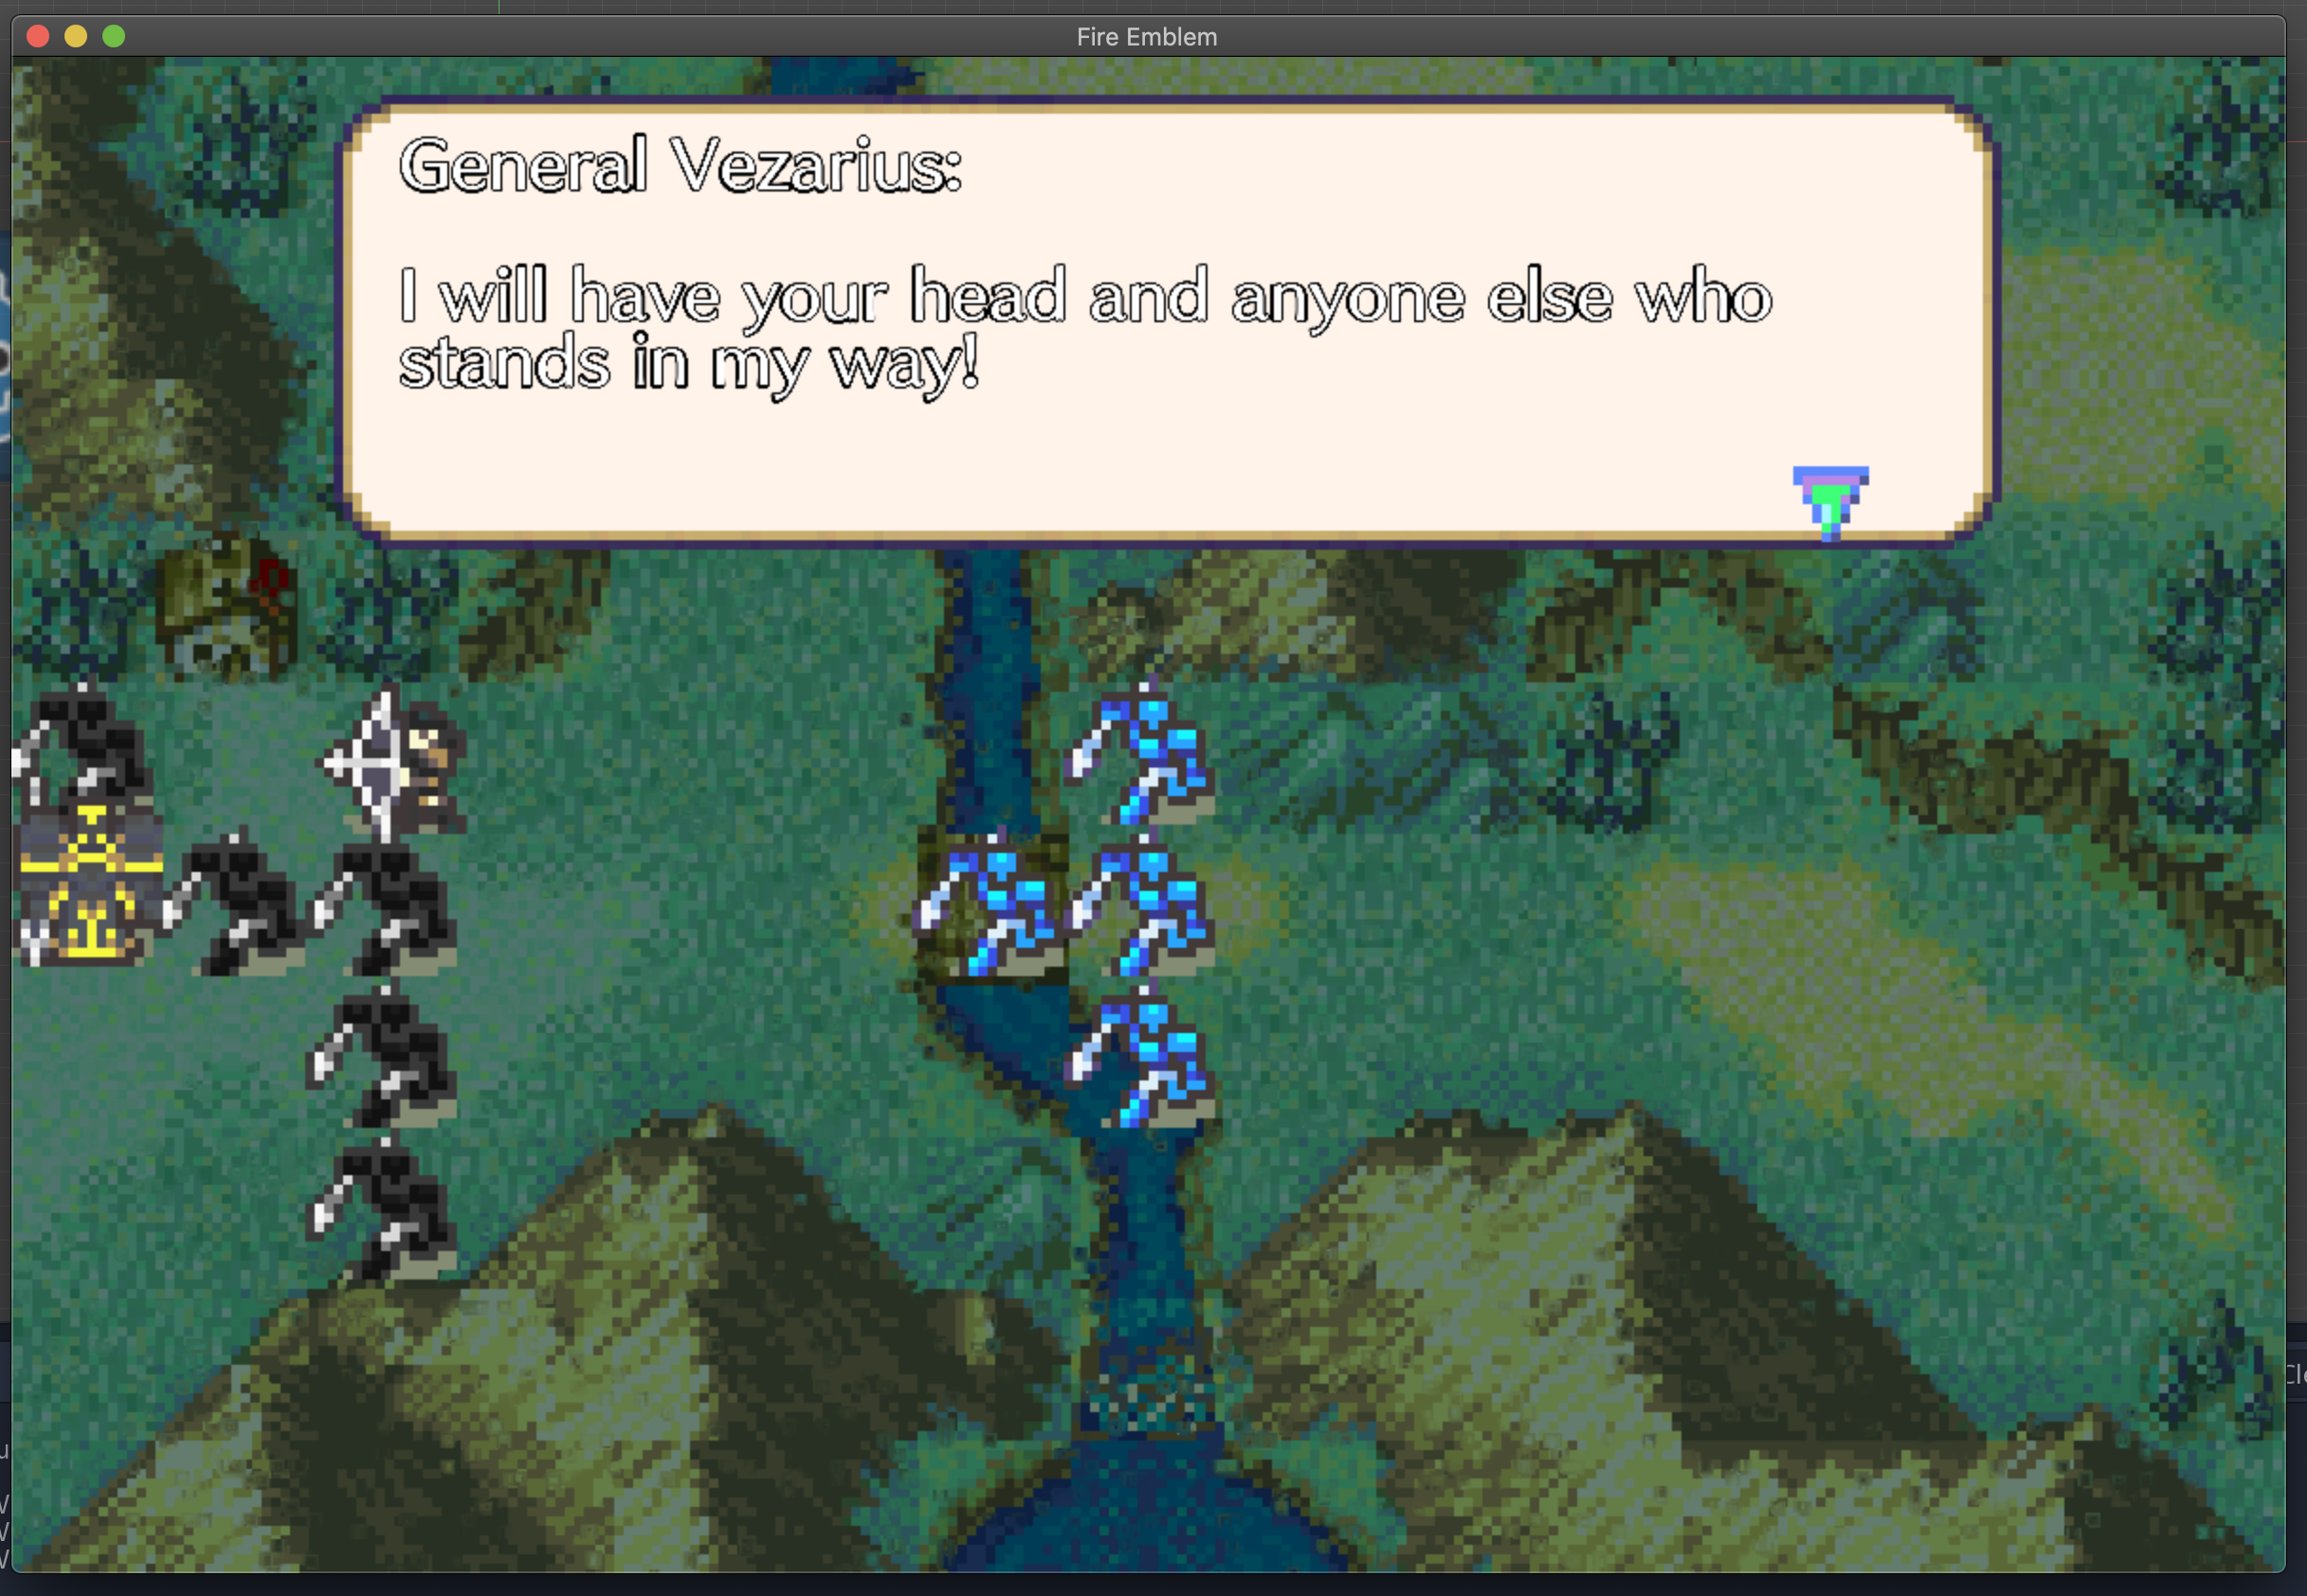 Fire Emblem
General Vezarius:
I will have your head and anyone else who
stands in my way!